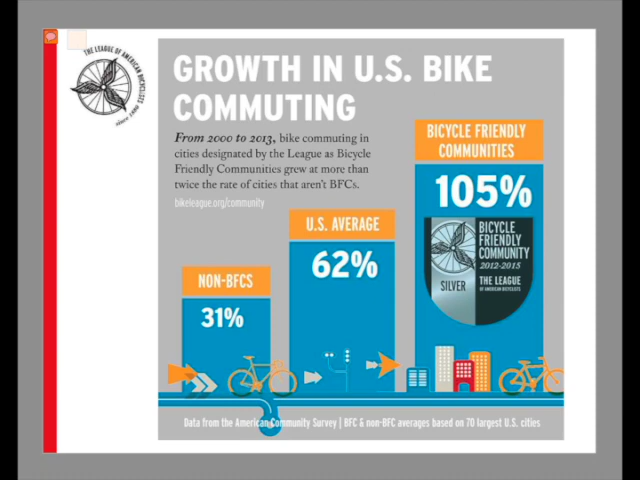 THE LEAGUE OF AMERICAN BICYCLISTS
since 1880
GROWTH IN U.S. BIKE
COMMUTING
From 2000 to 2013, bike commuting in
cities designated by the League as Bicycle
Friendly Communities grew at more than
twice the rate of cities that aren't BFCs.
bikeleague.org/community
NON-BFCS
31%
U.S. AVERAGE
62%
BICYCLE FRIENDLY
COMMUNITIES
105%
BICYCLE
FRIENDLY
COMMUNITY
2012-2015
SILVER
THE LEAGUE
OF AMERICAN BICYCLISTS
Data from the American Community Survey | BFC & non-BFC averages based on 70 largest U.S. cities